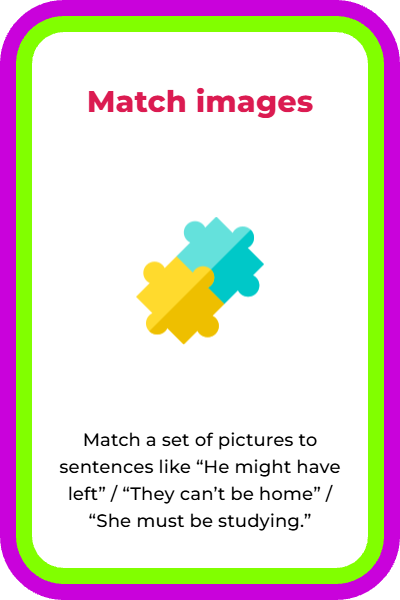 Match images
Match a set of pictures to
sentences like “He might have
left” / “They can’t be home” /
“She must be studying.”